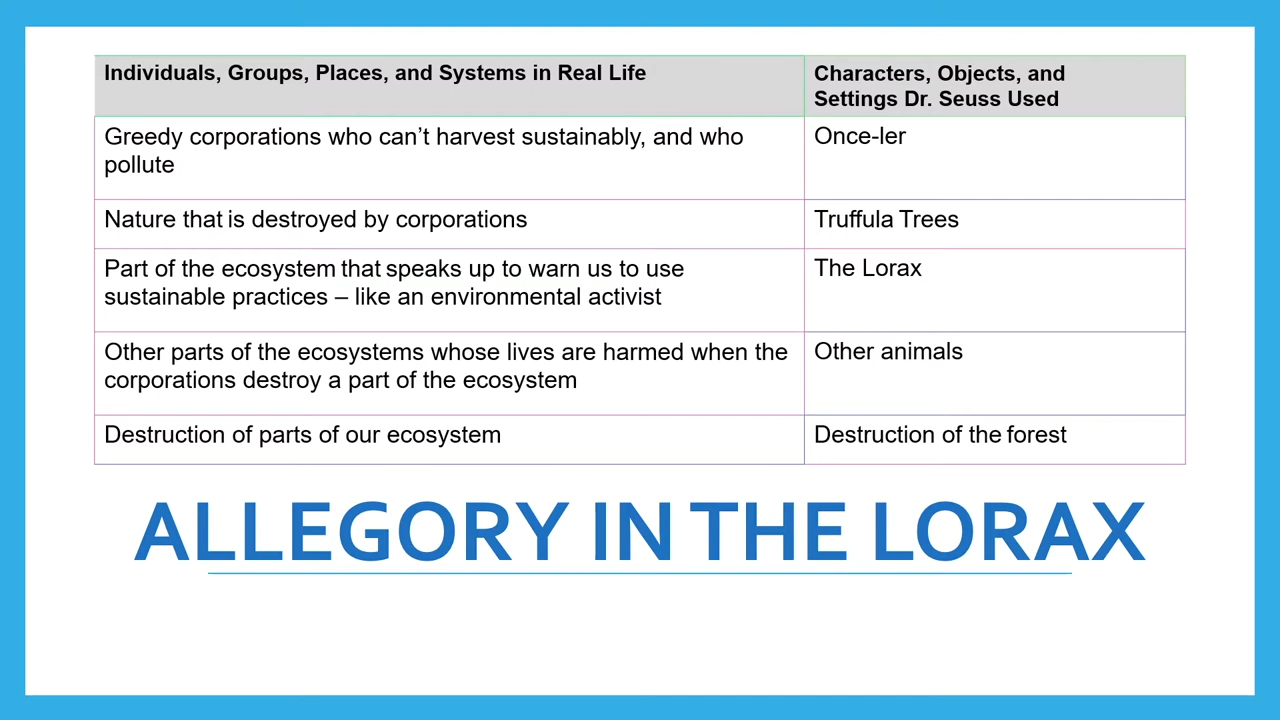 Individuals, Groups, Places, and Systems in Real Life
Characters, Objects, and
Settings Dr. Seuss Used
Greedy corporations who can’t harvest sustainably, and who
pollute
Once-ler
Nature that is destroyed by corporations
Truffula Trees
Part of the ecosystem that speaks up to warn us to use
sustainable practices – like an environmental activist
The Lorax
Other parts of the ecosystems whose lives are harmed when the
corporations destroy a part of the ecosystem
Other animals
Destruction of parts of our ecosystem
Destruction of the forest
ALLEGORY IN THE LORAX